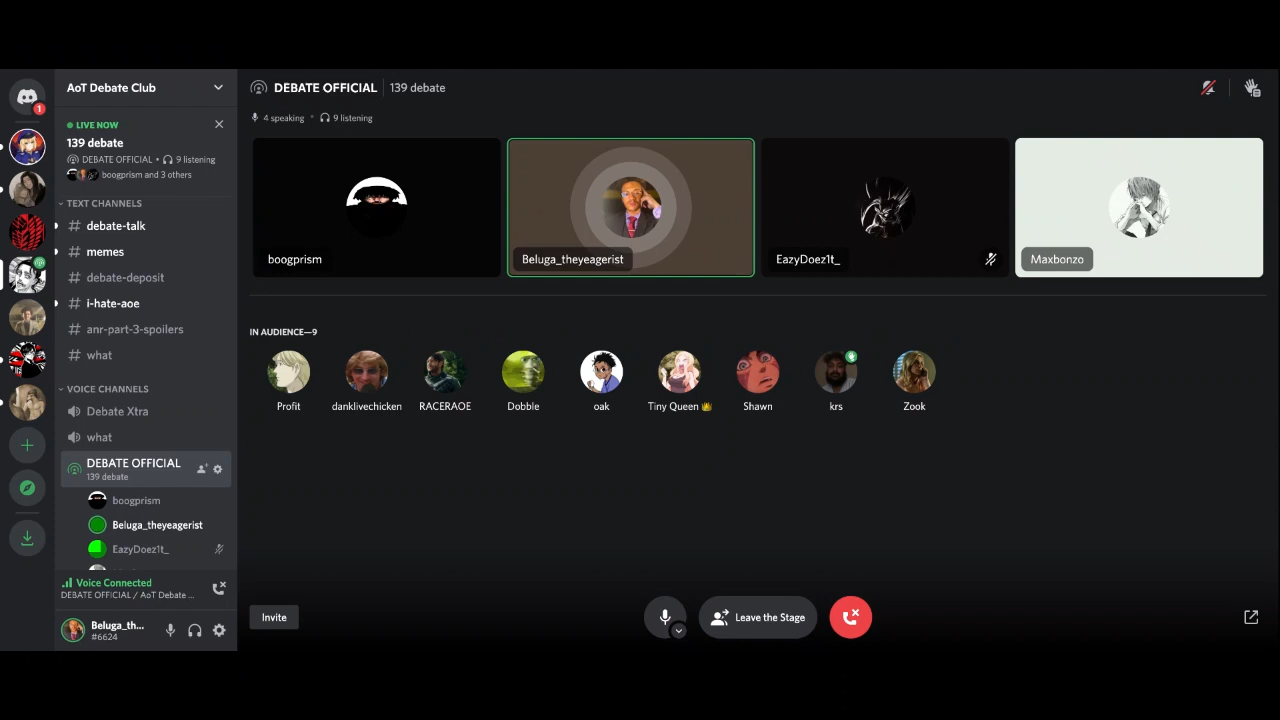 AoT Debate Club
LIVE NOW
139 debate
DEBATE OFFICIAL • 9 listening
boogprism and 3 others
TEXT CHANNELS
# debate-talk
# memes
# debate-deposit
# i-hate-aoe
# anr-part-3-spoilers
# what
VOICE CHANNELS
Debate Xtra
what
DEBATE OFFICIAL
139 debate
boogprism
Beluga_theyeagerist
EazyDoez1t_
Voice Connected
DEBATE OFFICIAL / AoT Debate ...
Beluga_th...
#6624
1
DEBATE OFFICIAL 139 debate
4 speaking • 9 listening
boogprism
Beluga_theyeagerist
EazyDoez1t_
Maxbonzo
IN AUDIENCE—9
Profit
danklivechicken
RACERAOE
Dobble
oak
Tiny Queen 👑
Shawn
krs
Zook
Invite
Leave the Stage